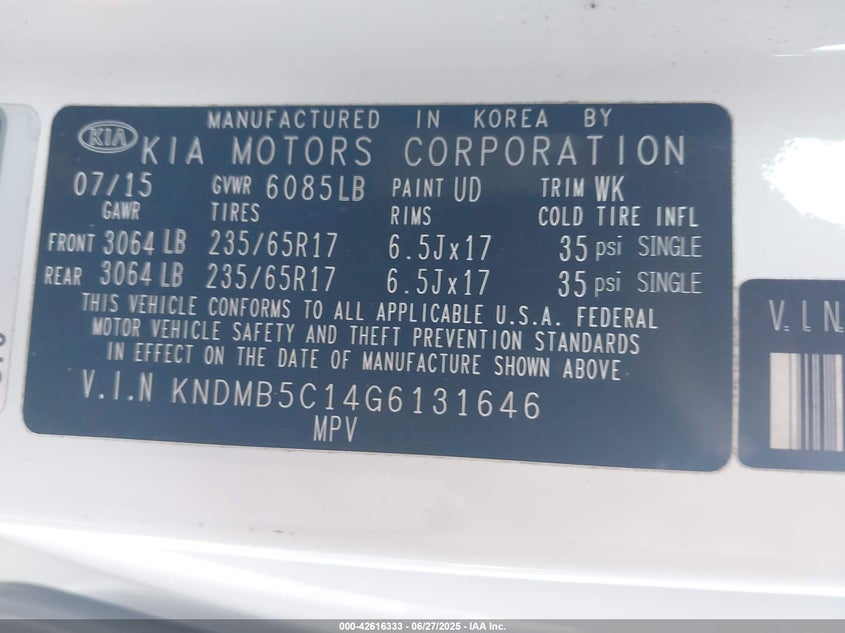 MANUFACTURED IN KOREA BY
KIA KIA MOTORS CORPORATION
07/15 GVWR 6085LB PAINT UD TRIM WK
GAWR TIRES RIMS COLD TIRE INFL
FRONT 3064 LB 235/65R17 6.5Jx17 35 psi SINGLE
REAR 3064 LB 235/65R17 6.5Jx17 35 psi SINGLE
THIS VEHICLE CONFORMS TO ALL APPLICABLE U.S.A. FEDERAL
MOTOR VEHICLE SAFETY AND THEFT PREVENTION STANDARDS
IN EFFECT ON THE DATE OF MANUFACTURE SHOWN ABOVE.
V.I.N KNDMB5C14G6131646
MPV
V.I.N
000-42616333 - 06/27/2025 - IAA Inc.